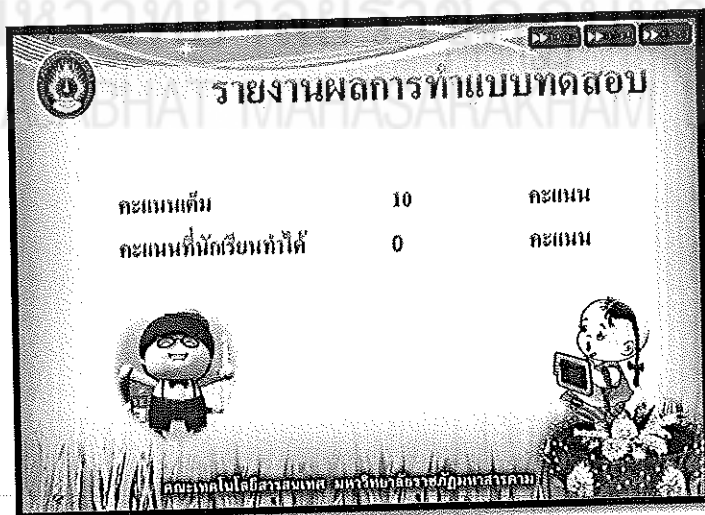 รายงานผลการทำแบบทดสอบ
RAJABHAT MAHASARAKHAM
คะแนนเต็ม 10 คะแนน
คะแนนที่นักเรียนทำได้ 0 คะแนน
คณะเทคโนโลยีสารสนเทศ มหาวิทยาลัยราชภัฏมหาสารคาม